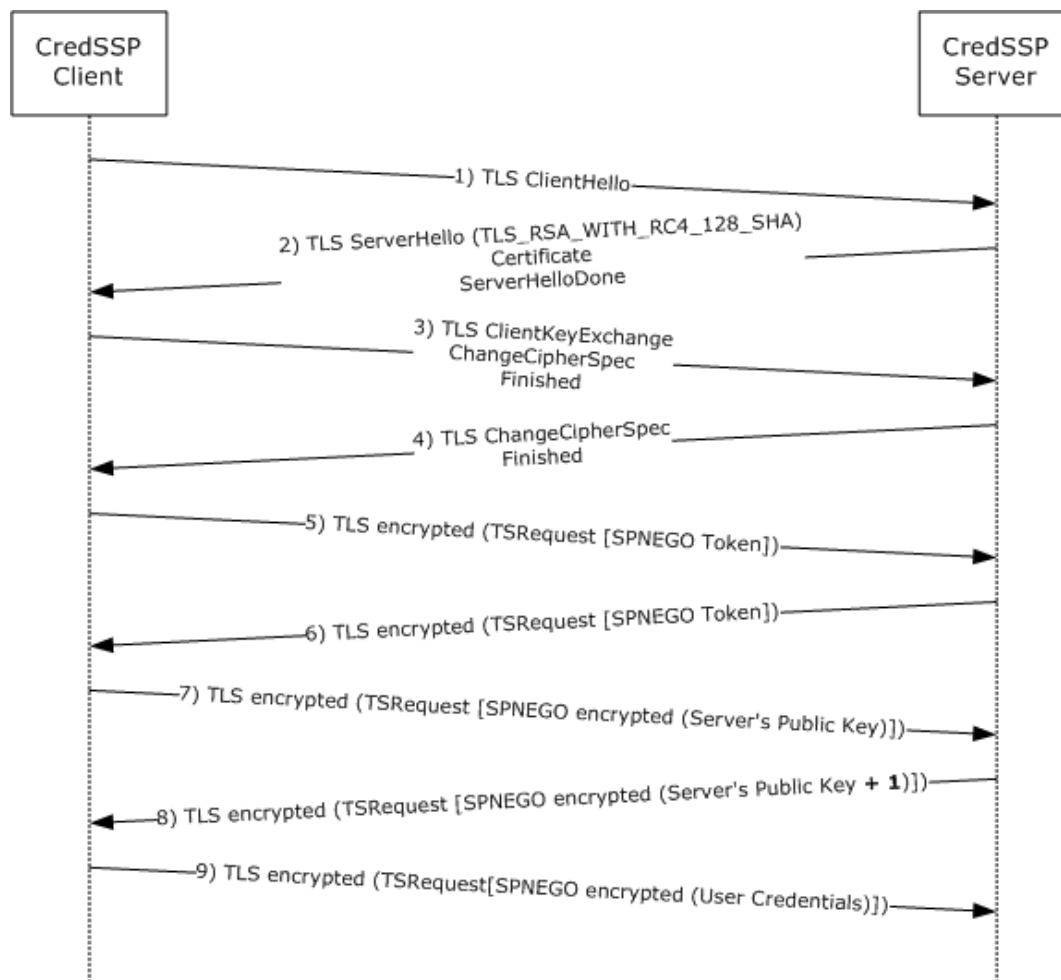 CredSSP
Client
CredSSP
Server
1) TLS ClientHello
2) TLS ServerHello (TLS_RSA_WITH_RC4_128_SHA)
Certificate
ServerHelloDone
3) TLS ClientKeyExchange
ChangeCipherSpec
Finished
4) TLS ChangeCipherSpec
Finished
5) TLS encrypted (TSRequest [SPNEGO Token])
6) TLS encrypted (TSRequest [SPNEGO Token])
7) TLS encrypted (TSRequest [SPNEGO encrypted (Server's Public Key)])
8) TLS encrypted (TSRequest [SPNEGO encrypted (Server's Public Key + 1)])
9) TLS encrypted (TSRequest[SPNEGO encrypted (User Credentials)])